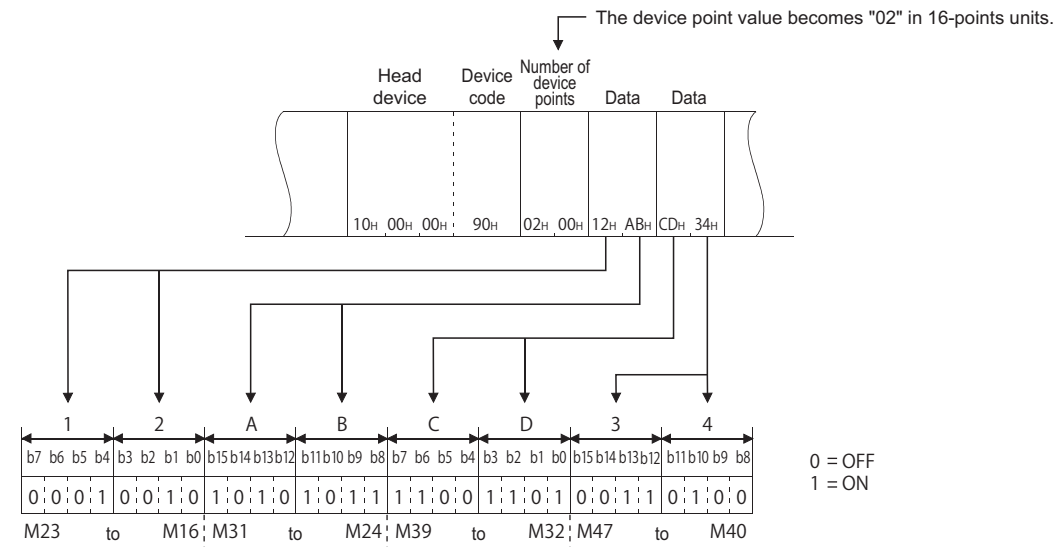 The device point value becomes "02" in 16-points units.
Head device
Device code
Number of device points
Data
Data
10H 00H 00H 90H 02H 00H 12H ABH CDH 34H
1 2 A B C D 3 4
b7 b6 b5 b4 b3 b2 b1 b0 b15 b14 b13 b12 b11 b10 b9 b8 b7 b6 b5 b4 b3 b2 b1 b0 b15 b14 b13 b12 b11 b10 b9 b8
0 0 0 1 0 0 1 0 1 0 1 0 1 0 1 1 1 1 0 0 1 1 0 1 0 0 1 1 0 1 0 0
M23 to M16 M31 to M24 M39 to M32 M47 to M40
0 = OFF
1 = ON